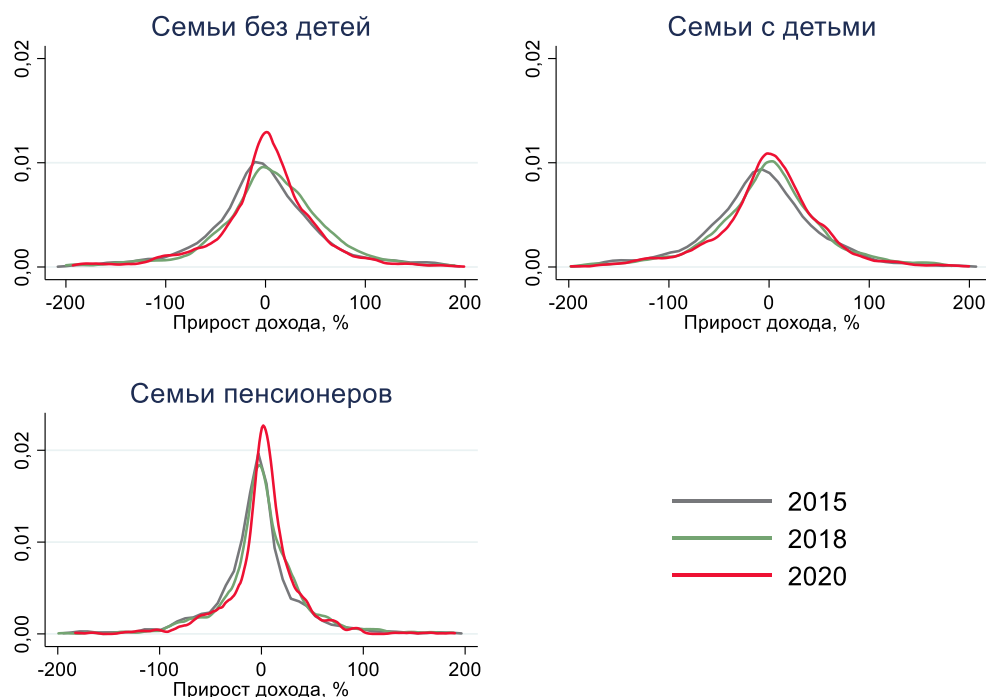 Семьи без детей
0,02
0,01
0,00
-200 -100 0 100 200
Прирост дохода, %
Семьи с детьми
0,02
0,01
0,00
-200 -100 0 100 200
Прирост дохода, %
Семьи пенсионеров
0,02
0,01
0,00
-200 -100 0 100 200
Прирост дохода, %
2015
2018
2020